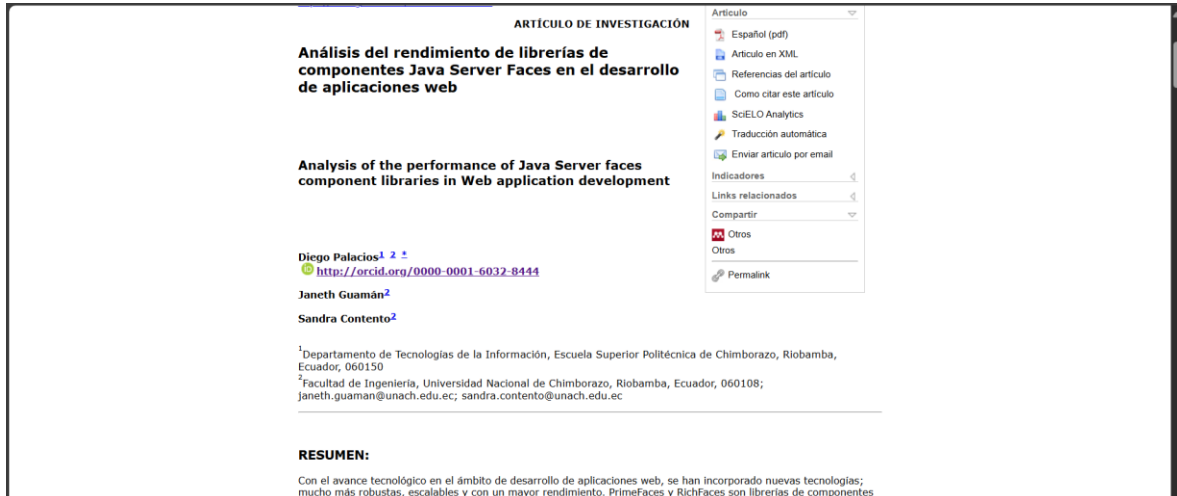 ARTÍCULO DE INVESTIGACIÓN
Análisis del rendimiento de librerías de
componentes Java Server Faces en el desarrollo
de aplicaciones web
Analysis of the performance of Java Server faces
component libraries in Web application development
Diego Palacios1 2 *
http://orcid.org/0000-0001-6032-8444
Janeth Guamán2
Sandra Contento2
1Departamento de Tecnologías de la Información, Escuela Superior Politécnica de Chimborazo, Riobamba,
Ecuador, 060150
2Facultad de Ingeniería, Universidad Nacional de Chimborazo, Riobamba, Ecuador, 060108;
janeth.guaman@unach.edu.ec; sandra.contento@unach.edu.ec
RESUMEN:
Con el avance tecnológico en el ámbito de desarrollo de aplicaciones web, se han incorporado nuevas tecnologías;
mucho más robustas, escalables y con un mayor rendimiento. PrimeFaces y RichFaces son librerías de componentes
Articulo
Español (pdf)
Articulo en XML
Referencias del artículo
Como citar este artículo
SciELO Analytics
Traducción automática
Enviar articulo por email
Indicadores
Links relacionados
Compartir
Otros
Otros
Permalink